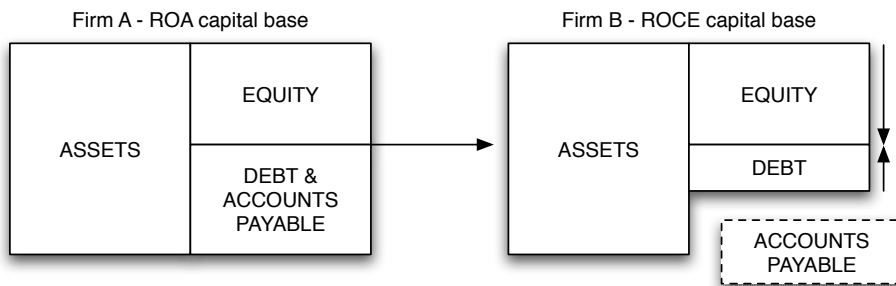 Firm A - ROA capital base
ASSETS
EQUITY
DEBT &
ACCOUNTS
PAYABLE
Firm B - ROCE capital base
ASSETS
EQUITY
DEBT
ACCOUNTS
PAYABLE